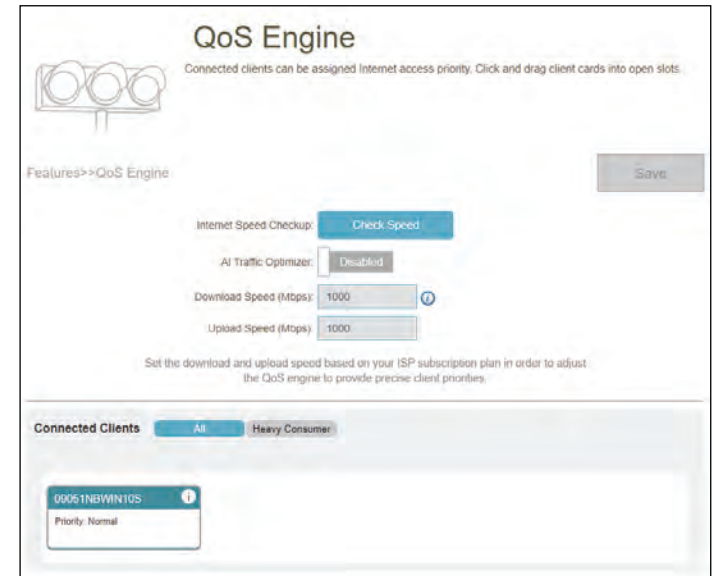 QoS Engine
Connected clients can be assigned Internet access priority. Click and drag client cards into open slots.
Features>>QoS Engine
Save
Internet Speed Checkup:
Check Speed
AI Traffic Optimizer:
Disabled
Download Speed (Mbps):
1000
i
Upload Speed (Mbps):
1000
Set the download and upload speed based on your ISP subscription plan in order to adjust
the QoS engine to provide precise client priorities.
Connected Clients
All
Heavy Consumer
09051NBWIN10S
i
Priority: Normal